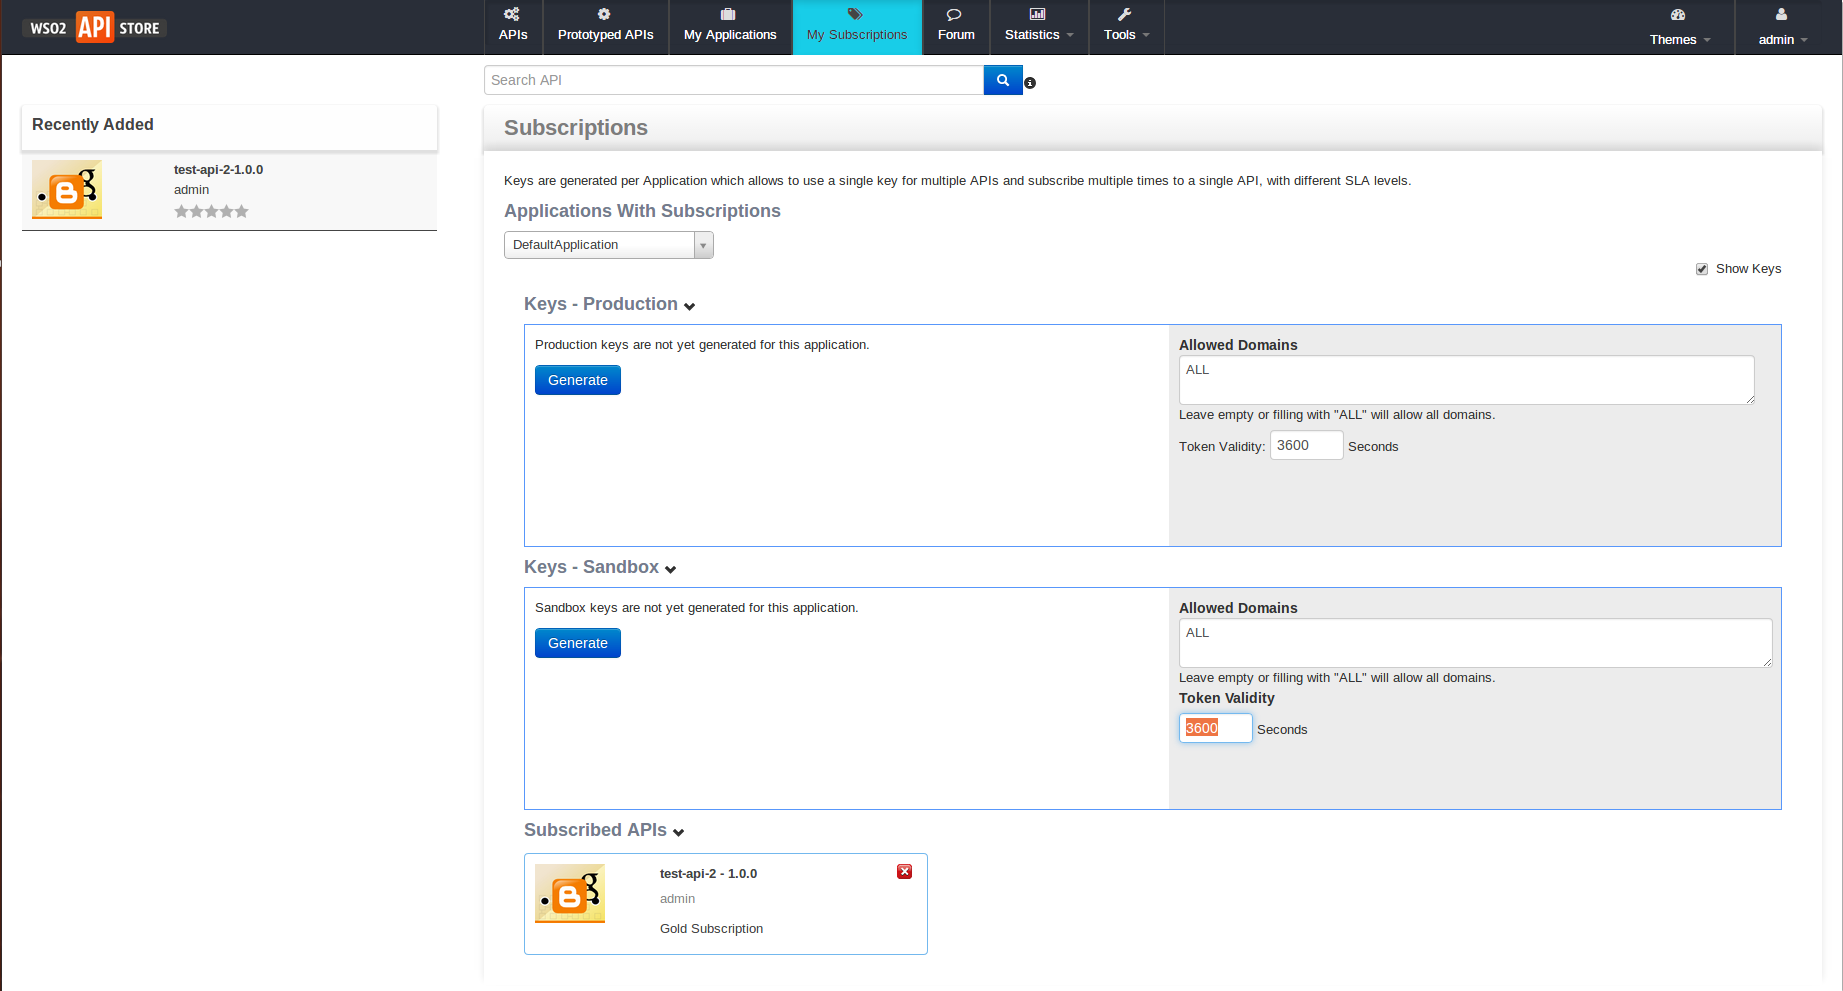 WSO2 API STORE
APIs
Prototyped APIs
My Applications
My Subscriptions
Forum
Statistics
Tools
Themes
admin
Search API
Recently Added
test-api-2-1.0.0
admin
Subscriptions
Keys are generated per Application which allows to use a single key for multiple APIs and subscribe multiple times to a single API, with different SLA levels.
Applications With Subscriptions
DefaultApplication
Show Keys
Keys - Production
Production keys are not yet generated for this application.
Generate
Allowed Domains
ALL
Leave empty or filling with "ALL" will allow all domains.
Token Validity: 3600 Seconds
Keys - Sandbox
Sandbox keys are not yet generated for this application.
Generate
Allowed Domains
ALL
Leave empty or filling with "ALL" will allow all domains.
Token Validity
3600 Seconds
Subscribed APIs
test-api-2 - 1.0.0
admin
Gold Subscription